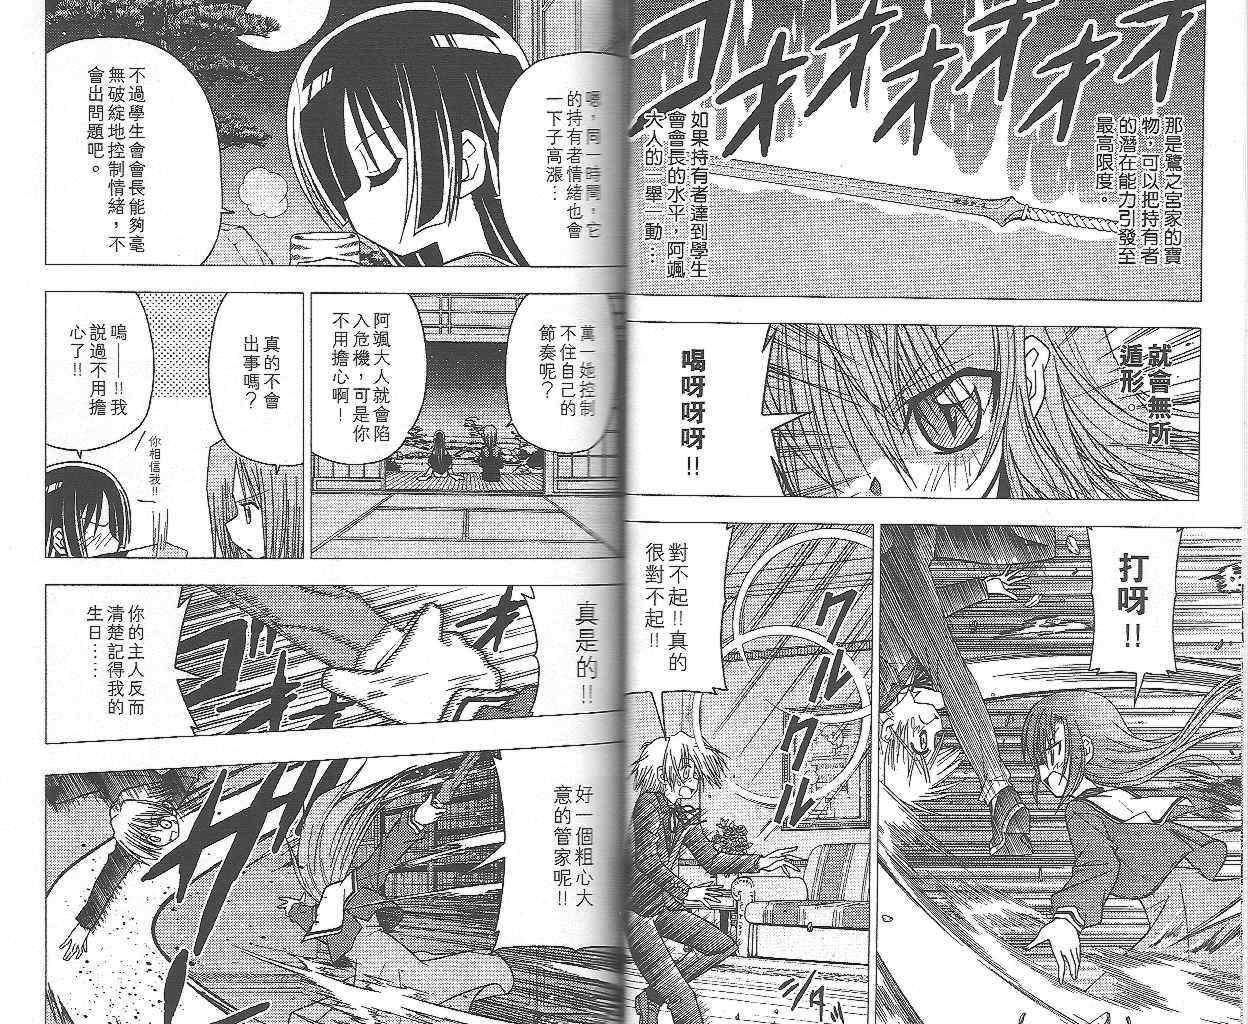 ゴオオオオオ
那是鷺之宮家的寶
物，可以把持有者
的潛在能力引發至
最高限度。
如果持有者達到學生
會會長的水平，阿颯
大人的一舉一動…
就會無所
遁形。
喝呀呀呀!!
打呀!!
クルクル
對不起!!真的
很對不起!!
嗯，同一時間，它
的持有者情緒也會
一下子高漲…
不過學生會會長能夠毫
無破綻地控制情緒，不
會出問題吧。
萬一她控制
不住自己的
節奏呢？
阿颯大人就會陷
入危機，可是你
不用擔心啊！
真的不會
出事嗎？
嗚——!!我
說過不用擔
心了!!
你相信我!!
真是的!!
ゴオオオ
你的主人反而
清楚記得我的
生日……
好一個粗心大
意的管家呢!!